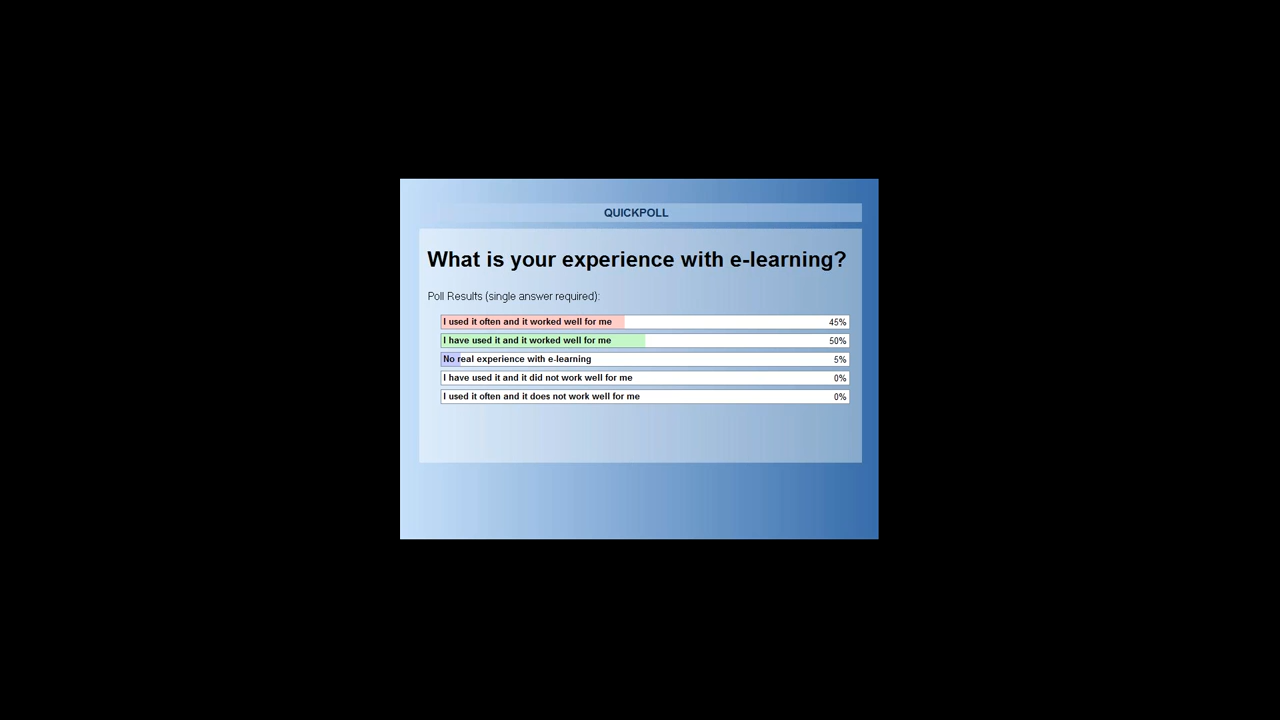 QUICKPOLL
What is your experience with e-learning?
Poll Results (single answer required):
I used it often and it worked well for me 45%
I have used it and it worked well for me 50%
No real experience with e-learning 5%
I have used it and it did not work well for me 0%
I used it often and it does not work well for me 0%